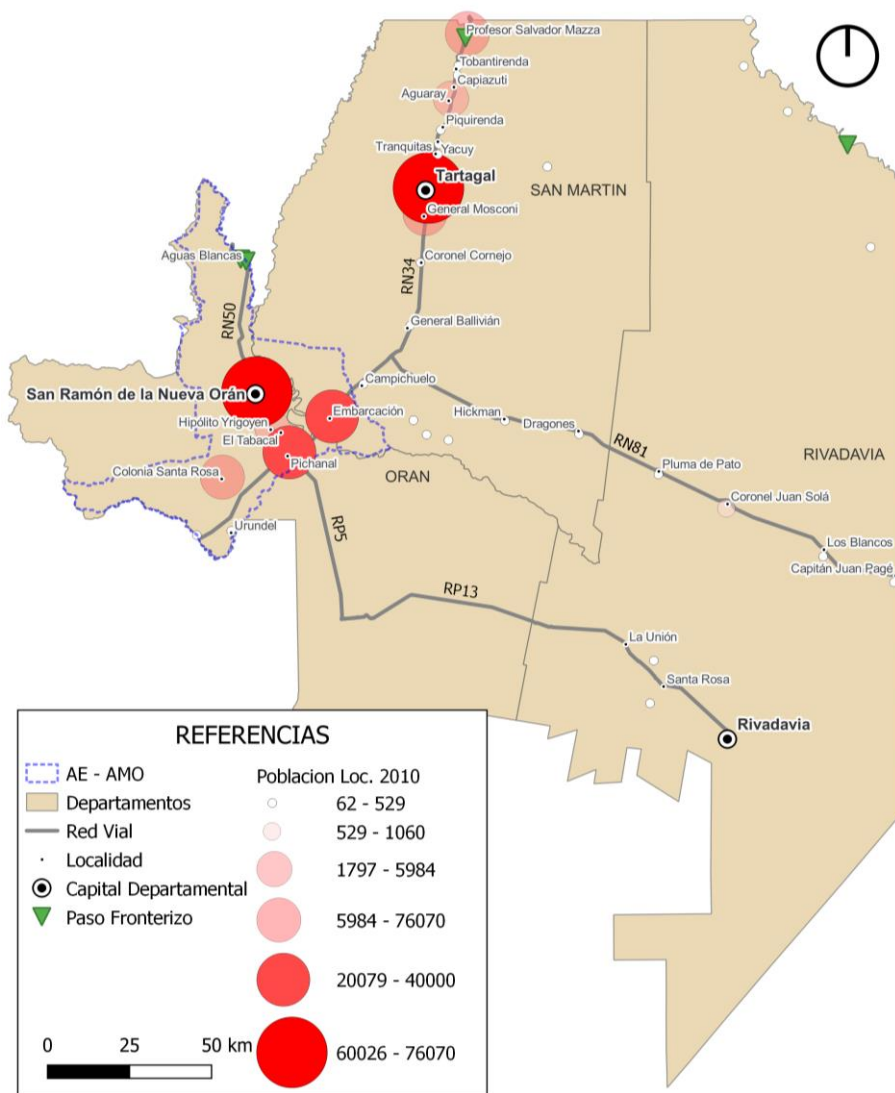 Profesor Salvador Mazza
Tobantirenda
Capiazuti
Aguaray
Piquirenda
Tranquitas
Yacuy
Tartagal
SAN MARTIN
General Mosconi
Aguas Blancas
Coronel Cornejo
RN34
RN50
General Ballivián
Campichuelo
San Ramón de la Nueva Orán
Embarcación
Hickman
Dragones
Hipólito Yrigoyen
El Tabacal
RN81
RIVADAVIA
Pichanal
Colonia Santa Rosa
ORAN
Pluma de Pato
Coronel Juan Solá
Urundel
RP5
Los Blancos
Capitán Juan Pagé
RP13
La Unión
Santa Rosa
Rivadavia
REFERENCIAS
AE - AMO
Departamentos
Red Vial
Localidad
Capital Departamental
Paso Fronterizo
Poblacion Loc. 2010
62 - 529
529 - 1060
1797 - 5984
5984 - 76070
20079 - 40000
60026 - 76070
0 25 50 km